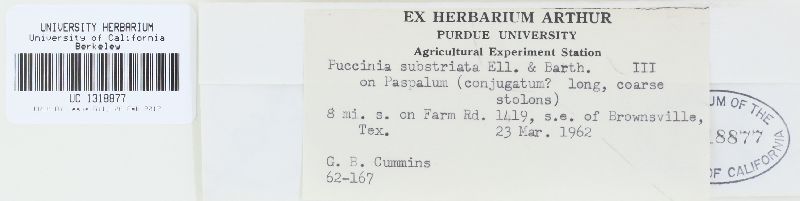 UNIVERSITY HERBARIUM
University of California
Berkeley
UC 1318877
EX HERBARIUM ARTHUR
PURDUE UNIVERSITY
Agricultural Experiment Station
Puccinia substriata Ell. & Barth. III
on Paspalum (conjugatum? long, coarse
stolons)
8 mi. s. on Farm Rd. 1419, s.e. of Brownsville,
Tex. 23 Mar. 1962
G. B. Cummins
62-167
UM OF THE
18877
OF CALIFORNIA